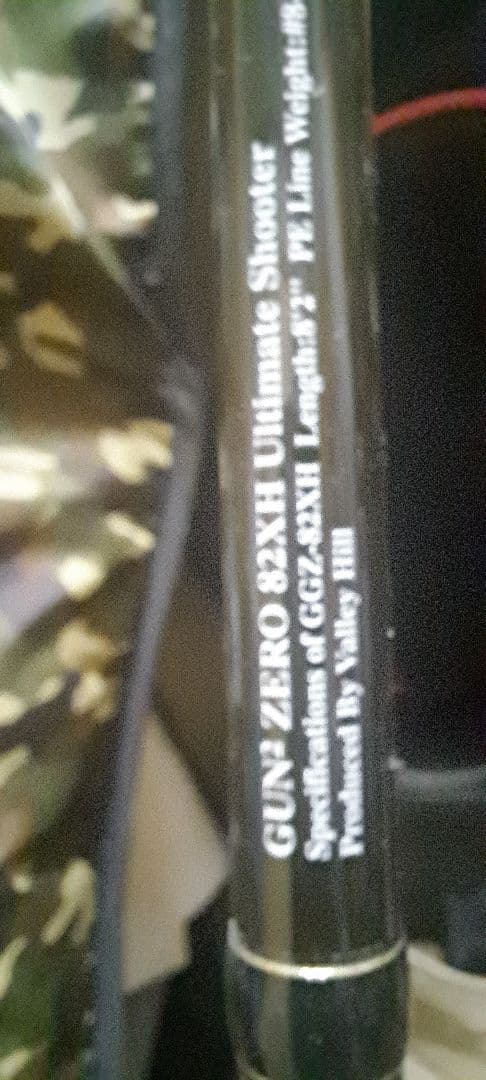 GUN² ZERO 82XH Ultimate Shooter
Specifications of GGZ-82XH Length:8'2" PE Line Weight:#8-
Produced By Valley Hill